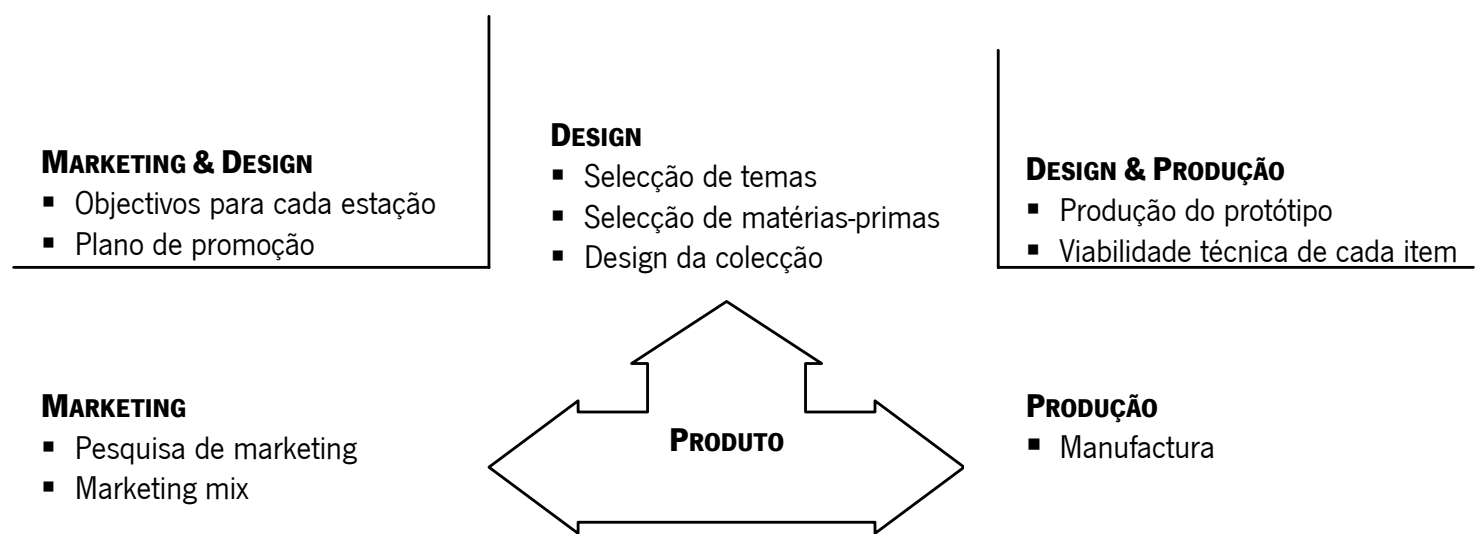 MARKETING & DESIGN
▪ Objectivos para cada estação
▪ Plano de promoção
DESIGN
▪ Selecção de temas
▪ Selecção de matérias-primas
▪ Design da colecção
DESIGN & PRODUÇÃO
▪ Produção do protótipo
▪ Viabilidade técnica de cada item
MARKETING
▪ Pesquisa de marketing
▪ Marketing mix
PRODUTO
PRODUÇÃO
▪ Manufactura